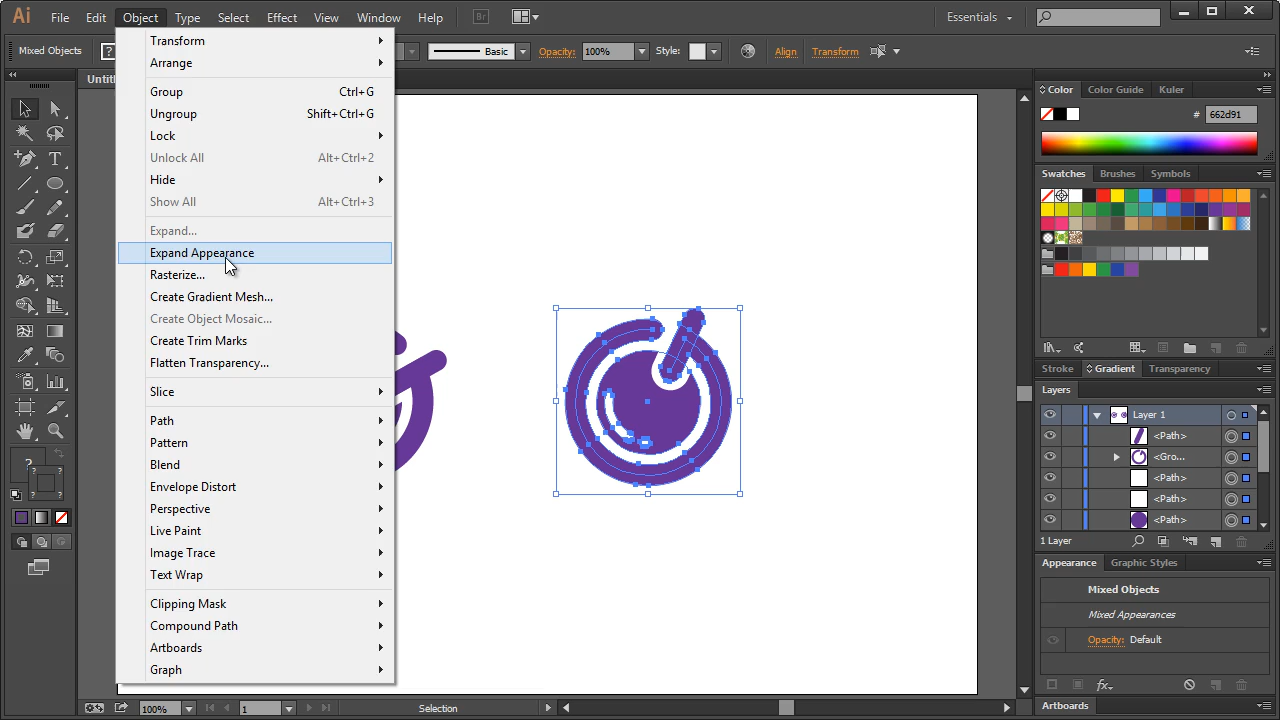 Ai File Edit Object Type Select Effect View Window Help Br Essentials
Mixed Objects ? Basic Opacity: 100% Style: Align Transform
Untit
Transform
Arrange
Group Ctrl+G
Ungroup Shift+Ctrl+G
Lock
Unlock All Alt+Ctrl+2
Hide
Show All Alt+Ctrl+3
Expand...
Expand Appearance
Rasterize...
Create Gradient Mesh...
Create Object Mosaic...
Create Trim Marks
Flatten Transparency...
Slice
Path
Pattern
Blend
Envelope Distort
Perspective
Live Paint
Image Trace
Text Wrap
Clipping Mask
Compound Path
Artboards
Graph
T
?
Color Color Guide Kuler
# 662d91
Swatches Brushes Symbols
Stroke Gradient Transparency
Layers
Layer 1
<Path>
<Gro...
<Path>
<Path>
<Path>
1 Layer
Appearance Graphic Styles
Mixed Objects
Mixed Appearances
Opacity: Default
fx
Artboards
100% 1 Selection